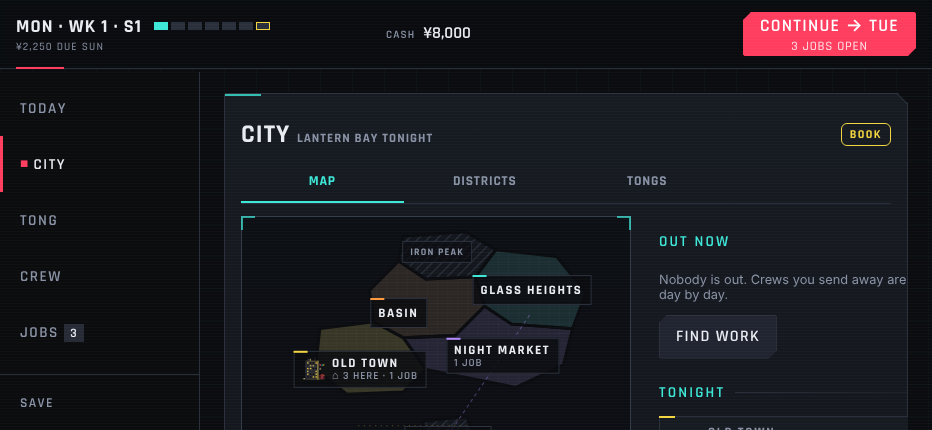 MON · WK 1 · S1
¥2,250 DUE SUN
CASH ¥8,000
CONTINUE → TUE
3 JOBS OPEN
TODAY
CITY
TONG
CREW
JOBS 3
SAVE
CITY LANTERN BAY TONIGHT
BOOK
MAP
DISTRICTS
TONGS
IRON PEAK
GLASS HEIGHTS
BASIN
NIGHT MARKET
1 JOB
OLD TOWN
⌂ 3 HERE · 1 JOB
OUT NOW
Nobody is out. Crews you send away are
day by day.
FIND WORK
TONIGHT
OLD TOWN